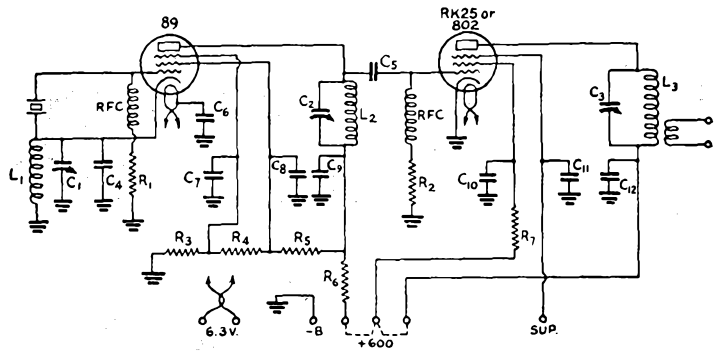 89
RK25 or
802
RFC
C6
C5
C2
L2
RFC
C3
L3
L1
C1
C4
R1
C7
C8
C9
R2
C10
C11
C12
R3
R4
R5
R6
R7
6.3V.
-B
+600
SUP.